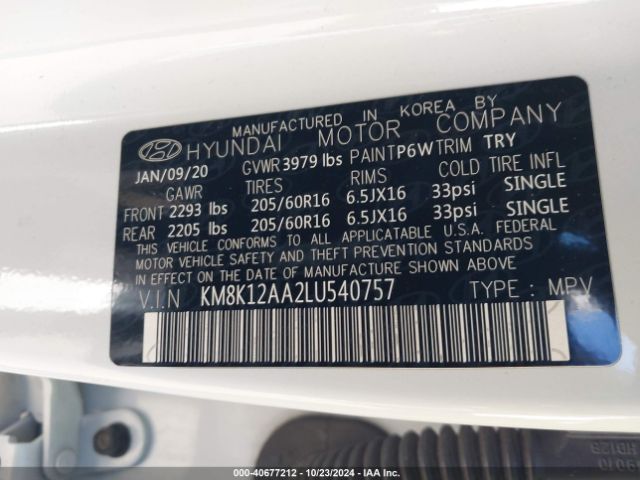 MANUFACTURED IN KOREA BY
HYUNDAI MOTOR COMPANY
JAN/09/20 GVWR 3979 lbs PAINT P6W TRIM TRY
GAWR TIRES RIMS COLD TIRE INFL
FRONT 2293 lbs 205/60R16 6.5JX16 33psi SINGLE
REAR 2205 lbs 205/60R16 6.5JX16 33psi SINGLE
THIS VEHICLE CONFORMS TO ALL APPLICATABLE U.S.A. FEDERAL
MOTOR VEHICLE SAFETY AND THEFT PREVENTION STANDARDS
IN EFFECT ON THE DATE OF MANUFACTURE SHOWN ABOVE.
V.I.N KM8K12AA2LU540757 TYPE : MPV
HD129
000-40677212 | 10/23/2024 | IAA Inc.